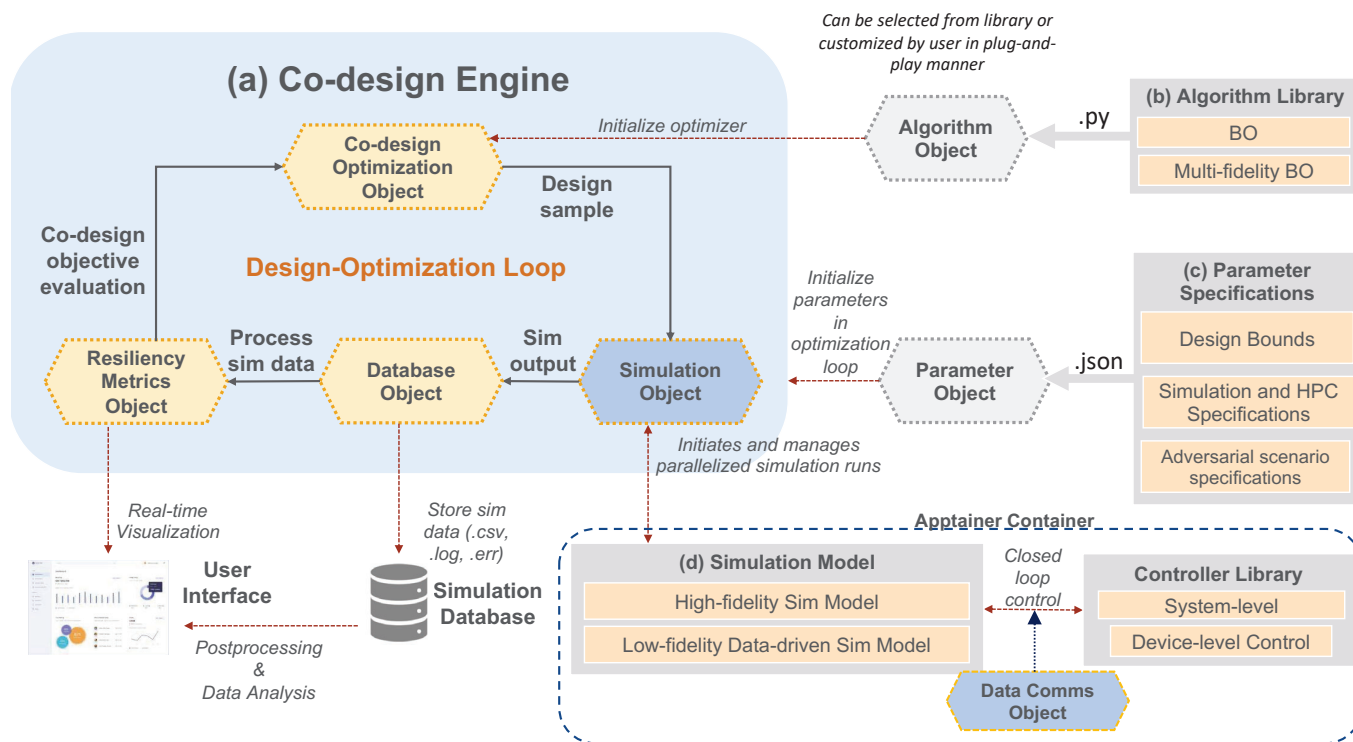 (a) Co-design Engine
Can be selected from library or
customized by user in plug-and-
play manner
Co-design
Optimization
Object
Initialize optimizer
Algorithm
Object
.py
(b) Algorithm Library
BO
Multi-fidelity BO
Design
sample
Co-design
objective
evaluation
Design-Optimization Loop
Initialize
parameters
in
optimization
loop
(c) Parameter
Specifications
Design Bounds
Simulation and HPC
Specifications
Adversarial scenario
specifications
.json
Parameter
Object
Resiliency
Metrics
Object
Process
sim data
Database
Object
Sim
output
Simulation
Object
Initiates and manages
parallelized simulation runs
Real-time
Visualization
Store sim
data (.csv,
.log, .err)
User
Interface
Simulation
Database
Postprocessing
&
Data Analysis
Apptainer Container
(d) Simulation Model
High-fidelity Sim Model
Low-fidelity Data-driven Sim Model
Closed
loop
control
Controller Library
System-level
Device-level Control
Data Comms
Object